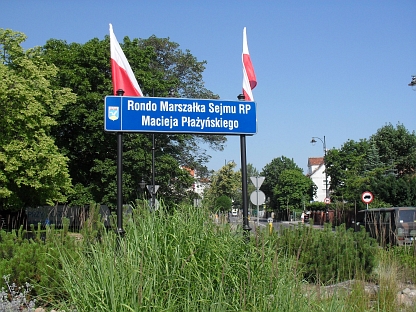 Rondo Marszałka Sejmu RP
Macieja Płażyńskiego